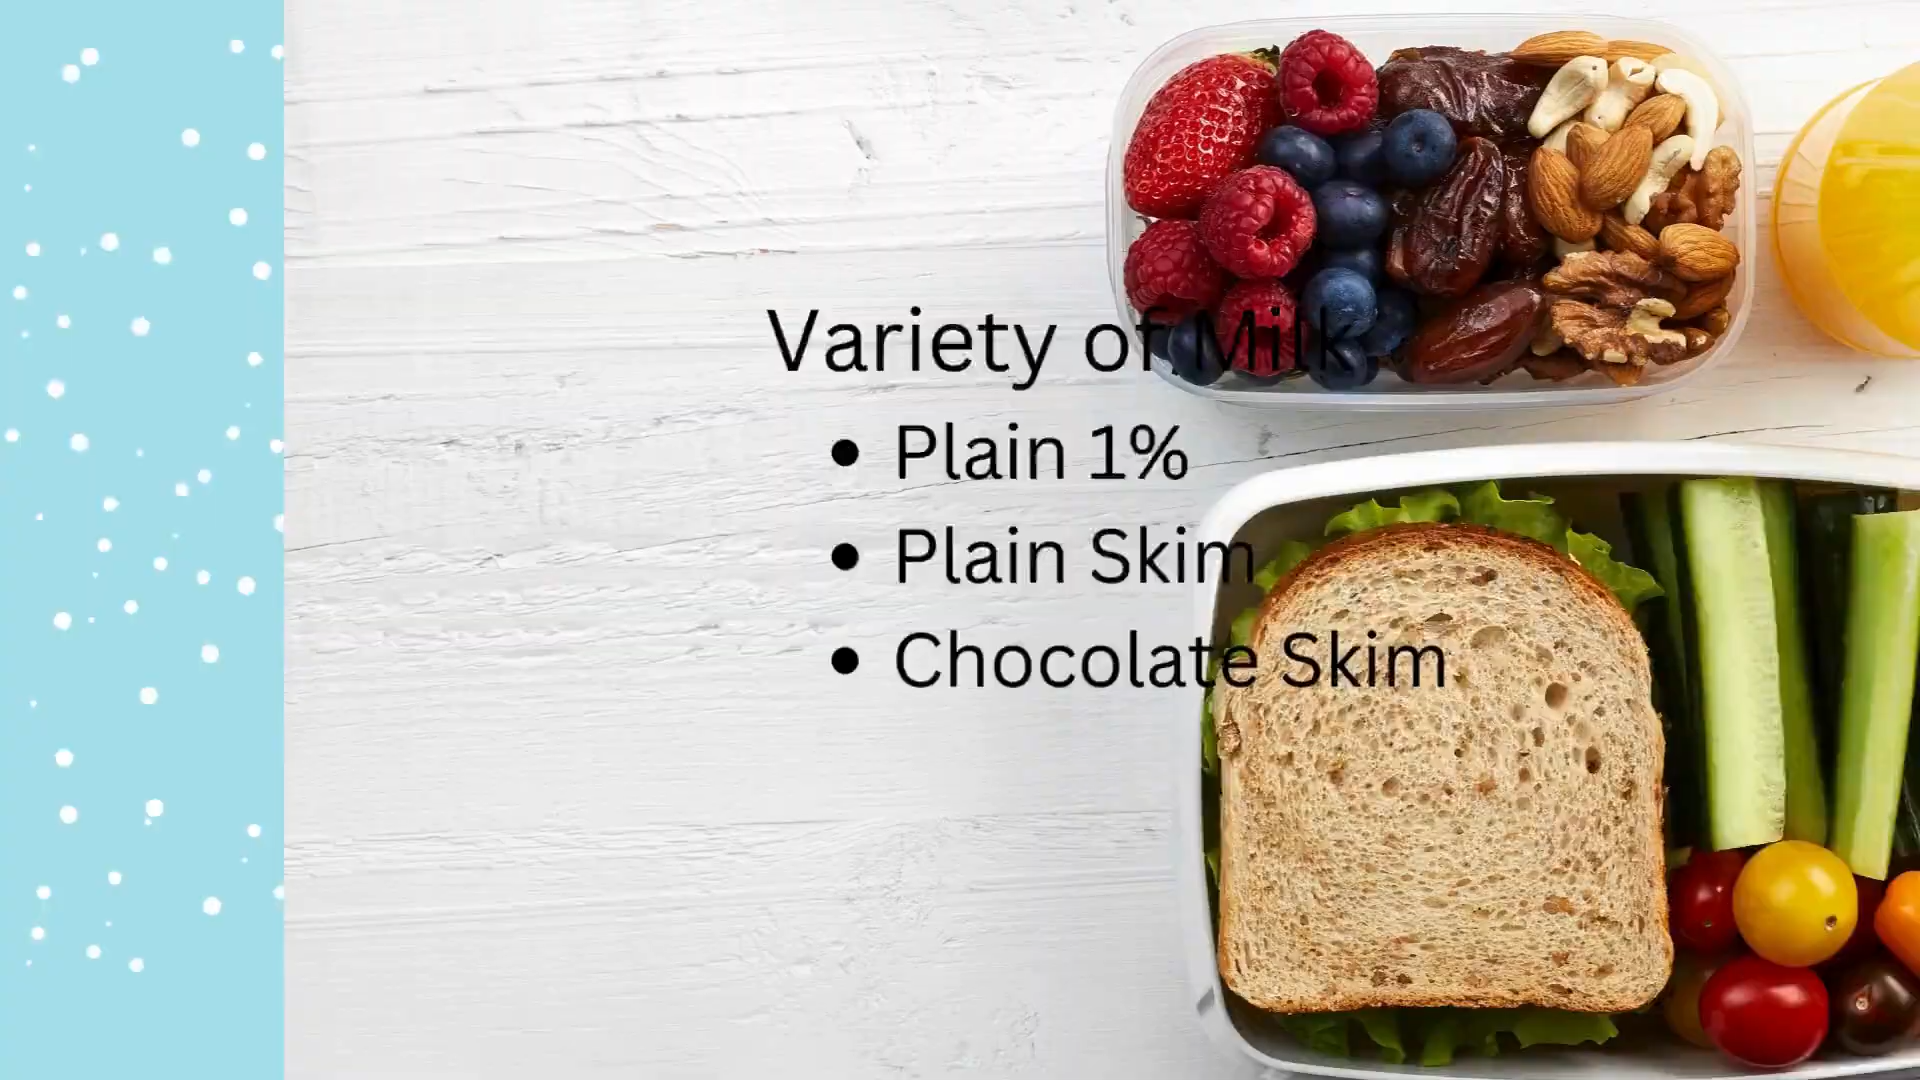 Variety of Milk
• Plain 1%
• Plain Skim
• Chocolate Skim